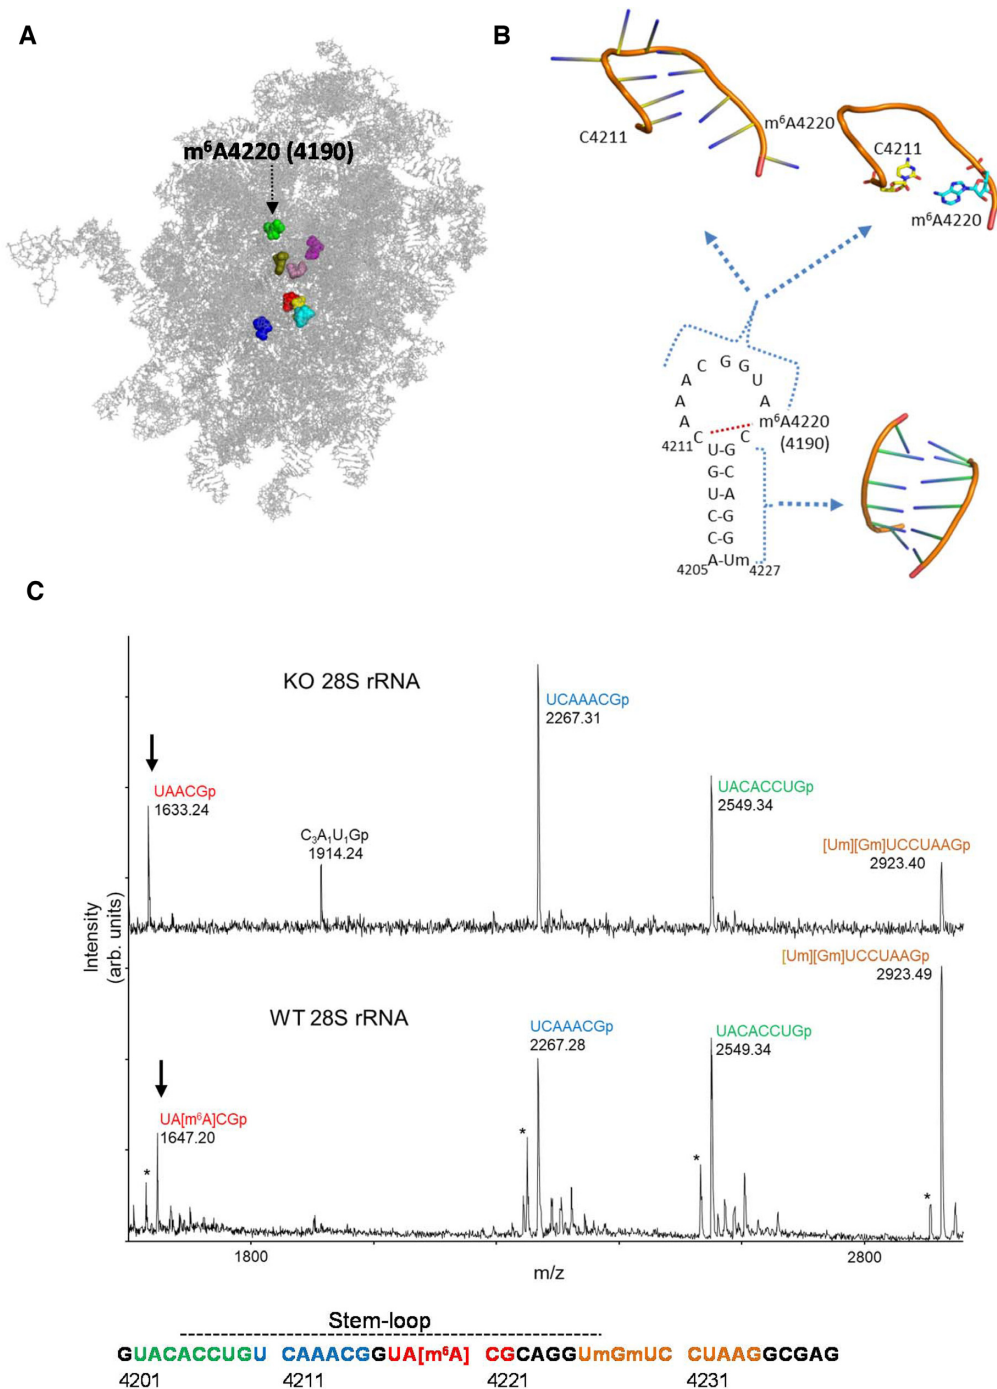 A
m⁶A4220 (4190)
B
C4211
m⁶A4220
C4211
m⁶A4220
C G G
A U
A A
A m⁶A4220
4211 C C (4190)
U-G
G-C
U-A
C-G
C-G
4205 A-Um 4227
C
KO 28S rRNA
UCAAACGp
2267.31
UAACGp
1633.24
UACACCUGp
2549.34
C₃A₁U₁Gp
1914.24
[Um][Gm]UCCUAAGp
2923.40
Intensity
(arb. units)
[Um][Gm]UCCUAAGp
2923.49
WT 28S rRNA
UCAAACGp
2267.28
UACACCUGp
2549.34
UA[m⁶A]CGp
1647.20
* * * *
1800 2800
m/z
Stem-loop
GUACACCUGU CAAACGGUA[m⁶A] CGCAGGUmGmUC CUAAGGCGAG
4201 4211 4221 4231